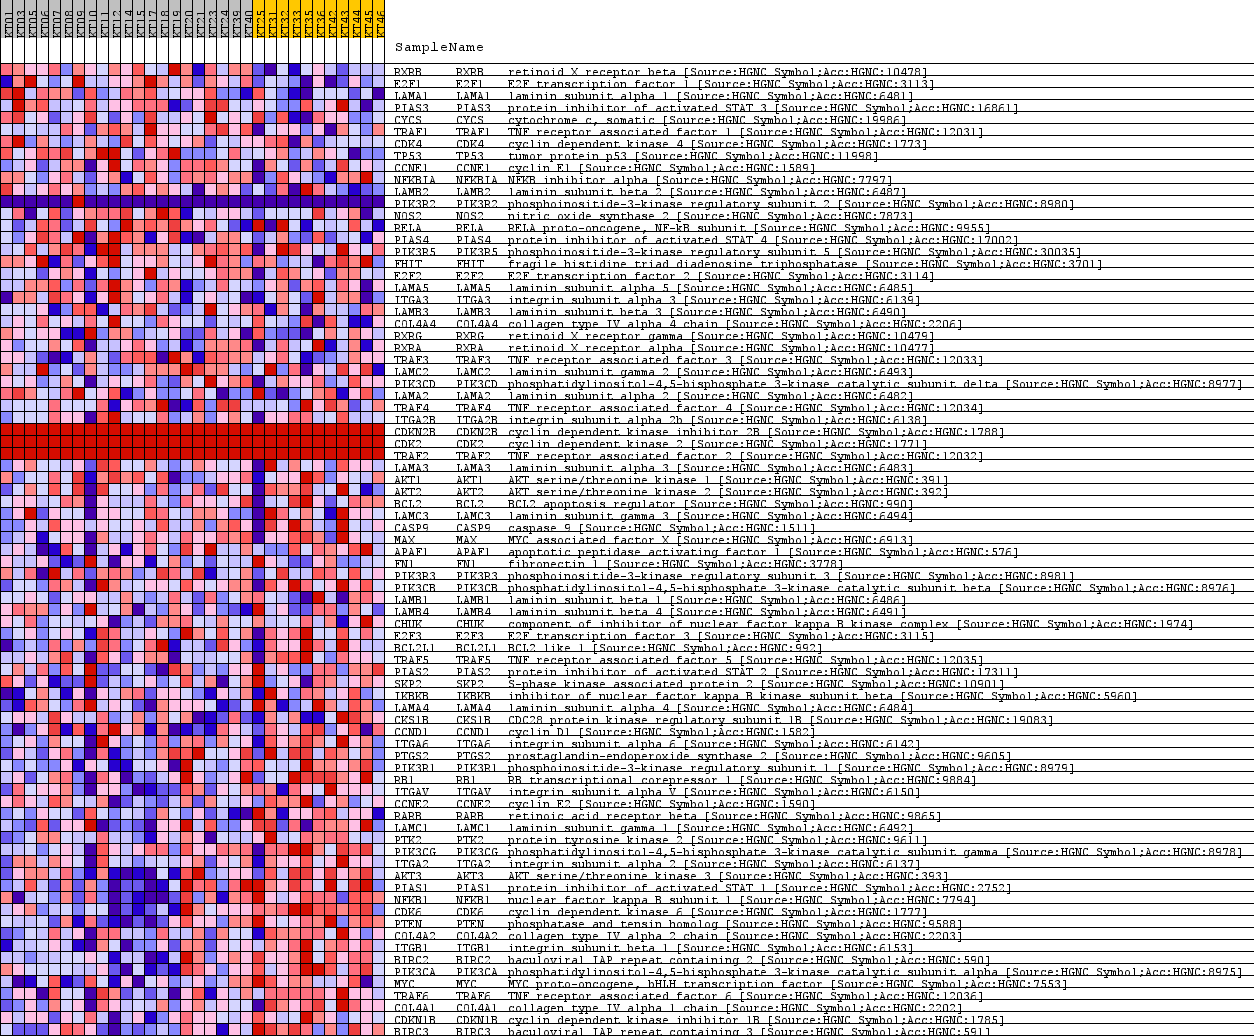 KT01 KT03 KT05 KT06 KT07 KT08 KT09 KT10 KT11 KT12 KT14 KT15 KT17 KT18 KT19 KT20 KT21 KT23 KT24 KT39 KT40 KT25 KT31 KT32 KT33 KT35 KT36 KT42 KT43 KT44 KT45 KT46
SampleName
RXRB RXRB retinoid X receptor beta [Source:HGNC Symbol;Acc:HGNC:10478]
E2F1 E2F1 E2F transcription factor 1 [Source:HGNC Symbol;Acc:HGNC:3113]
LAMA1 LAMA1 laminin subunit alpha 1 [Source:HGNC Symbol;Acc:HGNC:6481]
PIAS3 PIAS3 protein inhibitor of activated STAT 3 [Source:HGNC Symbol;Acc:HGNC:16861]
CYCS CYCS cytochrome c, somatic [Source:HGNC Symbol;Acc:HGNC:19986]
TRAF1 TRAF1 TNF receptor associated factor 1 [Source:HGNC Symbol;Acc:HGNC:12031]
CDK4 CDK4 cyclin dependent kinase 4 [Source:HGNC Symbol;Acc:HGNC:1773]
TP53 TP53 tumor protein p53 [Source:HGNC Symbol;Acc:HGNC:11998]
CCNE1 CCNE1 cyclin E1 [Source:HGNC Symbol;Acc:HGNC:1589]
NFKBIA NFKBIA NFKB inhibitor alpha [Source:HGNC Symbol;Acc:HGNC:7797]
LAMB2 LAMB2 laminin subunit beta 2 [Source:HGNC Symbol;Acc:HGNC:6487]
PIK3R2 PIK3R2 phosphoinositide-3-kinase regulatory subunit 2 [Source:HGNC Symbol;Acc:HGNC:8980]
NOS2 NOS2 nitric oxide synthase 2 [Source:HGNC Symbol;Acc:HGNC:7873]
RELA RELA RELA proto-oncogene, NF-kB subunit [Source:HGNC Symbol;Acc:HGNC:9955]
PIAS4 PIAS4 protein inhibitor of activated STAT 4 [Source:HGNC Symbol;Acc:HGNC:17002]
PIK3R5 PIK3R5 phosphoinositide-3-kinase regulatory subunit 5 [Source:HGNC Symbol;Acc:HGNC:30035]
FHIT FHIT fragile histidine triad diadenosine triphosphatase [Source:HGNC Symbol;Acc:HGNC:3701]
E2F2 E2F2 E2F transcription factor 2 [Source:HGNC Symbol;Acc:HGNC:3114]
LAMA5 LAMA5 laminin subunit alpha 5 [Source:HGNC Symbol;Acc:HGNC:6485]
ITGA3 ITGA3 integrin subunit alpha 3 [Source:HGNC Symbol;Acc:HGNC:6139]
LAMB3 LAMB3 laminin subunit beta 3 [Source:HGNC Symbol;Acc:HGNC:6490]
COL4A4 COL4A4 collagen type IV alpha 4 chain [Source:HGNC Symbol;Acc:HGNC:2206]
RXRG RXRG retinoid X receptor gamma [Source:HGNC Symbol;Acc:HGNC:10479]
RXRA RXRA retinoid X receptor alpha [Source:HGNC Symbol;Acc:HGNC:10477]
TRAF3 TRAF3 TNF receptor associated factor 3 [Source:HGNC Symbol;Acc:HGNC:12033]
LAMC2 LAMC2 laminin subunit gamma 2 [Source:HGNC Symbol;Acc:HGNC:6493]
PIK3CD PIK3CD phosphatidylinositol-4,5-bisphosphate 3-kinase catalytic subunit delta [Source:HGNC Symbol;Acc:HGNC:8977]
LAMA2 LAMA2 laminin subunit alpha 2 [Source:HGNC Symbol;Acc:HGNC:6482]
TRAF4 TRAF4 TNF receptor associated factor 4 [Source:HGNC Symbol;Acc:HGNC:12034]
ITGA2B ITGA2B integrin subunit alpha 2b [Source:HGNC Symbol;Acc:HGNC:6138]
CDKN2B CDKN2B cyclin dependent kinase inhibitor 2B [Source:HGNC Symbol;Acc:HGNC:1788]
CDK2 CDK2 cyclin dependent kinase 2 [Source:HGNC Symbol;Acc:HGNC:1771]
TRAF2 TRAF2 TNF receptor associated factor 2 [Source:HGNC Symbol;Acc:HGNC:12032]
LAMA3 LAMA3 laminin subunit alpha 3 [Source:HGNC Symbol;Acc:HGNC:6483]
AKT1 AKT1 AKT serine/threonine kinase 1 [Source:HGNC Symbol;Acc:HGNC:391]
AKT2 AKT2 AKT serine/threonine kinase 2 [Source:HGNC Symbol;Acc:HGNC:392]
BCL2 BCL2 BCL2 apoptosis regulator [Source:HGNC Symbol;Acc:HGNC:990]
LAMC3 LAMC3 laminin subunit gamma 3 [Source:HGNC Symbol;Acc:HGNC:6494]
CASP9 CASP9 caspase 9 [Source:HGNC Symbol;Acc:HGNC:1511]
MAX MAX MYC associated factor X [Source:HGNC Symbol;Acc:HGNC:6913]
APAF1 APAF1 apoptotic peptidase activating factor 1 [Source:HGNC Symbol;Acc:HGNC:576]
FN1 FN1 fibronectin 1 [Source:HGNC Symbol;Acc:HGNC:3778]
PIK3R3 PIK3R3 phosphoinositide-3-kinase regulatory subunit 3 [Source:HGNC Symbol;Acc:HGNC:8981]
PIK3CB PIK3CB phosphatidylinositol-4,5-bisphosphate 3-kinase catalytic subunit beta [Source:HGNC Symbol;Acc:HGNC:8976]
LAMB1 LAMB1 laminin subunit beta 1 [Source:HGNC Symbol;Acc:HGNC:6486]
LAMB4 LAMB4 laminin subunit beta 4 [Source:HGNC Symbol;Acc:HGNC:6491]
CHUK CHUK component of inhibitor of nuclear factor kappa B kinase complex [Source:HGNC Symbol;Acc:HGNC:1974]
E2F3 E2F3 E2F transcription factor 3 [Source:HGNC Symbol;Acc:HGNC:3115]
BCL2L1 BCL2L1 BCL2 like 1 [Source:HGNC Symbol;Acc:HGNC:992]
TRAF5 TRAF5 TNF receptor associated factor 5 [Source:HGNC Symbol;Acc:HGNC:12035]
PIAS2 PIAS2 protein inhibitor of activated STAT 2 [Source:HGNC Symbol;Acc:HGNC:17311]
SKP2 SKP2 S-phase kinase associated protein 2 [Source:HGNC Symbol;Acc:HGNC:10901]
IKBKB IKBKB inhibitor of nuclear factor kappa B kinase subunit beta [Source:HGNC Symbol;Acc:HGNC:5960]
LAMA4 LAMA4 laminin subunit alpha 4 [Source:HGNC Symbol;Acc:HGNC:6484]
CKS1B CKS1B CDC28 protein kinase regulatory subunit 1B [Source:HGNC Symbol;Acc:HGNC:19083]
CCND1 CCND1 cyclin D1 [Source:HGNC Symbol;Acc:HGNC:1582]
ITGA6 ITGA6 integrin subunit alpha 6 [Source:HGNC Symbol;Acc:HGNC:6142]
PTGS2 PTGS2 prostaglandin-endoperoxide synthase 2 [Source:HGNC Symbol;Acc:HGNC:9605]
PIK3R1 PIK3R1 phosphoinositide-3-kinase regulatory subunit 1 [Source:HGNC Symbol;Acc:HGNC:8979]
RB1 RB1 RB transcriptional corepressor 1 [Source:HGNC Symbol;Acc:HGNC:9884]
ITGAV ITGAV integrin subunit alpha V [Source:HGNC Symbol;Acc:HGNC:6150]
CCNE2 CCNE2 cyclin E2 [Source:HGNC Symbol;Acc:HGNC:1590]
RARB RARB retinoic acid receptor beta [Source:HGNC Symbol;Acc:HGNC:9865]
LAMC1 LAMC1 laminin subunit gamma 1 [Source:HGNC Symbol;Acc:HGNC:6492]
PTK2 PTK2 protein tyrosine kinase 2 [Source:HGNC Symbol;Acc:HGNC:9611]
PIK3CG PIK3CG phosphatidylinositol-4,5-bisphosphate 3-kinase catalytic subunit gamma [Source:HGNC Symbol;Acc:HGNC:8978]
ITGA2 ITGA2 integrin subunit alpha 2 [Source:HGNC Symbol;Acc:HGNC:6137]
AKT3 AKT3 AKT serine/threonine kinase 3 [Source:HGNC Symbol;Acc:HGNC:393]
PIAS1 PIAS1 protein inhibitor of activated STAT 1 [Source:HGNC Symbol;Acc:HGNC:2752]
NFKB1 NFKB1 nuclear factor kappa B subunit 1 [Source:HGNC Symbol;Acc:HGNC:7794]
CDK6 CDK6 cyclin dependent kinase 6 [Source:HGNC Symbol;Acc:HGNC:1777]
PTEN PTEN phosphatase and tensin homolog [Source:HGNC Symbol;Acc:HGNC:9588]
COL4A2 COL4A2 collagen type IV alpha 2 chain [Source:HGNC Symbol;Acc:HGNC:2203]
ITGB1 ITGB1 integrin subunit beta 1 [Source:HGNC Symbol;Acc:HGNC:6153]
BIRC2 BIRC2 baculoviral IAP repeat containing 2 [Source:HGNC Symbol;Acc:HGNC:590]
PIK3CA PIK3CA phosphatidylinositol-4,5-bisphosphate 3-kinase catalytic subunit alpha [Source:HGNC Symbol;Acc:HGNC:8975]
MYC MYC MYC proto-oncogene, bHLH transcription factor [Source:HGNC Symbol;Acc:HGNC:7553]
TRAF6 TRAF6 TNF receptor associated factor 6 [Source:HGNC Symbol;Acc:HGNC:12036]
COL4A1 COL4A1 collagen type IV alpha 1 chain [Source:HGNC Symbol;Acc:HGNC:2202]
CDKN1B CDKN1B cyclin dependent kinase inhibitor 1B [Source:HGNC Symbol;Acc:HGNC:1785]
BIRC3 BIRC3 baculoviral IAP repeat containing 3 [Source:HGNC Symbol;Acc:HGNC:591]